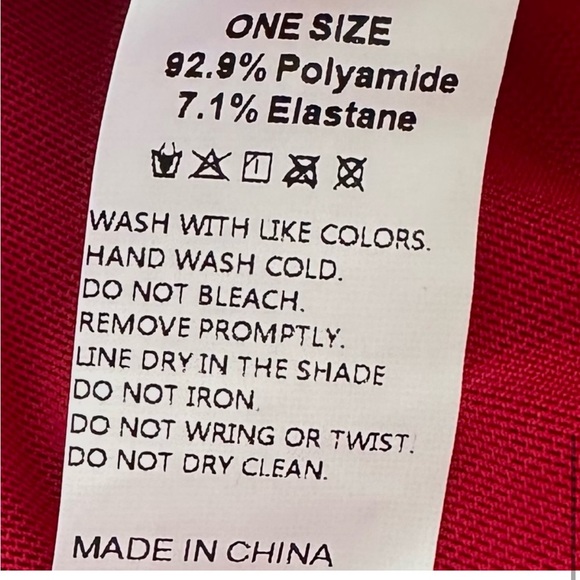 ONE SIZE
92.9% Polyamide
7.1% Elastane
WASH WITH LIKE COLORS.
HAND WASH COLD.
DO NOT BLEACH.
REMOVE PROMPTLY.
LINE DRY IN THE SHADE
DO NOT IRON.
DO NOT WRING OR TWIST.
DO NOT DRY CLEAN.
MADE IN CHINA